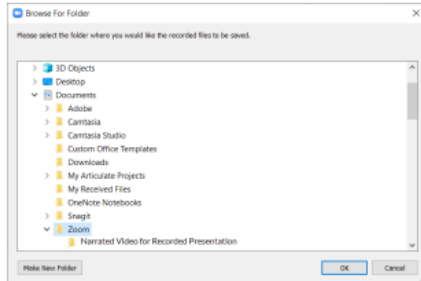 Browse For Folder
Please select the folder where you would like the recorded files to be saved.
3D Objects
Desktop
Documents
Adobe
Camtasia
Camtasia Studio
Custom Office Templates
Downloads
My Articulate Projects
My Received Files
OneNote Notebooks
Snagit
Zoom
Narrated Video for Recorded Presentation
Make New Folder OK Cancel